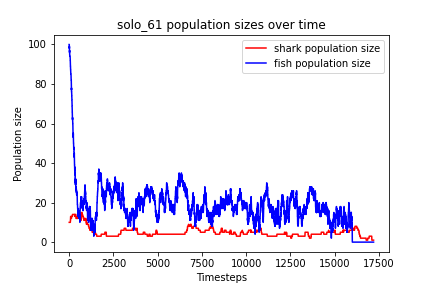 solo_61 population sizes over time
shark population size
fish population size
Population size
100
80
60
40
20
0
0
2500
5000
7500
10000
12500
15000
17500
Timesteps